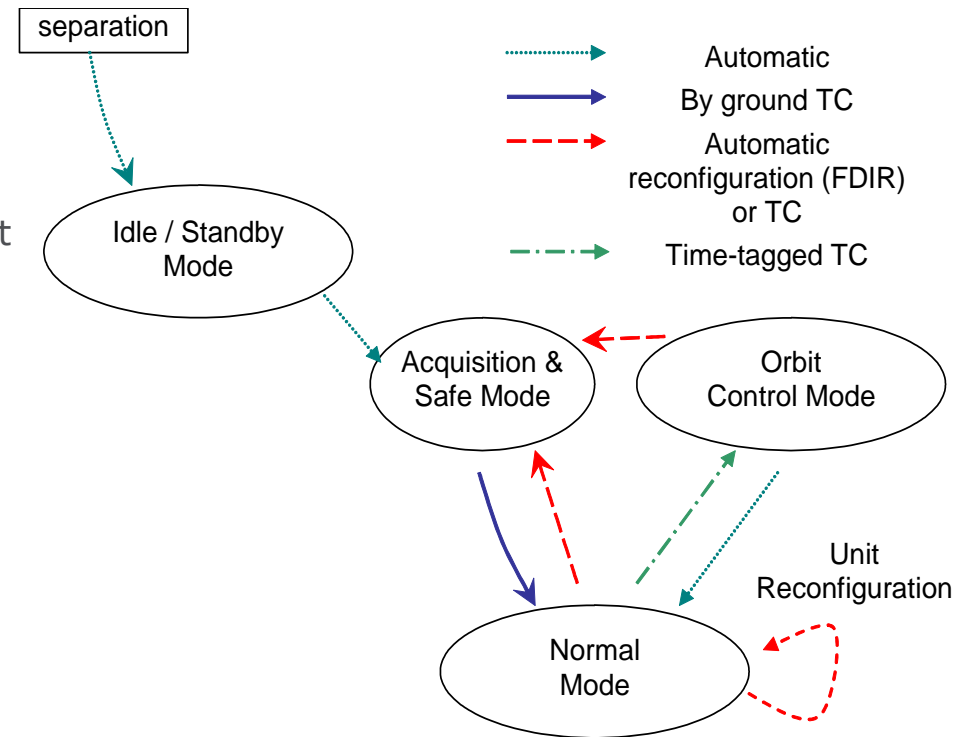 separation
Automatic
By ground TC
Automatic
reconfiguration (FDIR)
or TC
Time-tagged TC
t
Idle / Standby
Mode
Acquisition &
Safe Mode
Orbit
Control Mode
Unit
Reconfiguration
Normal
Mode